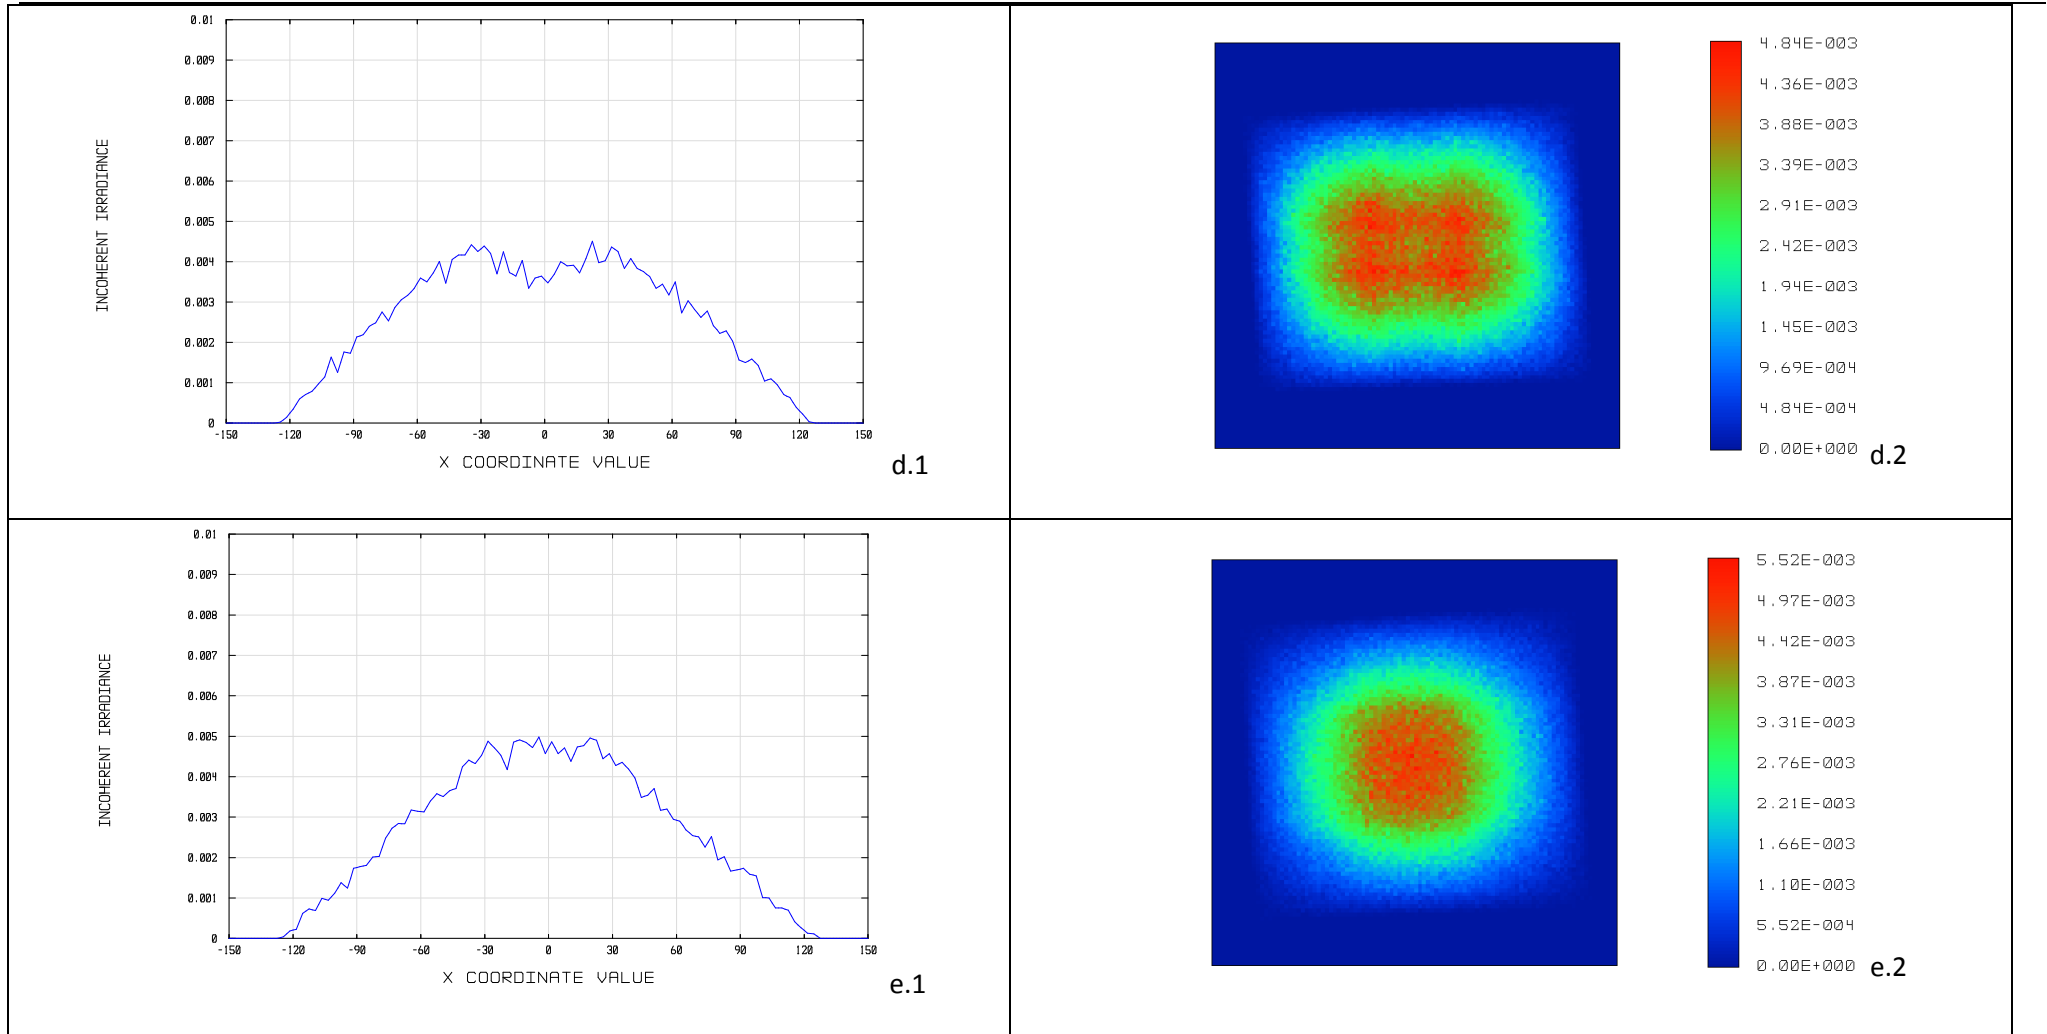 0.01
0.009
0.008
0.007
0.006
0.005
0.004
0.003
0.002
0.001
0
INCOHERENT IRRADIANCE
-150 -120 -90 -60 -30 0 30 60 90 120 150
X COORDINATE VALUE
d.1
4.84E-003
4.36E-003
3.88E-003
3.39E-003
2.91E-003
2.42E-003
1.94E-003
1.45E-003
9.69E-004
4.84E-004
0.00E+000
d.2
0.01
0.009
0.008
0.007
0.006
0.005
0.004
0.003
0.002
0.001
0
INCOHERENT IRRADIANCE
-150 -120 -90 -60 -30 0 30 60 90 120 150
X COORDINATE VALUE
e.1
5.52E-003
4.97E-003
4.42E-003
3.87E-003
3.31E-003
2.76E-003
2.21E-003
1.66E-003
1.10E-003
5.52E-004
0.00E+000
e.2